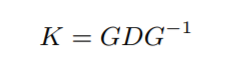 K = GDG⁻¹